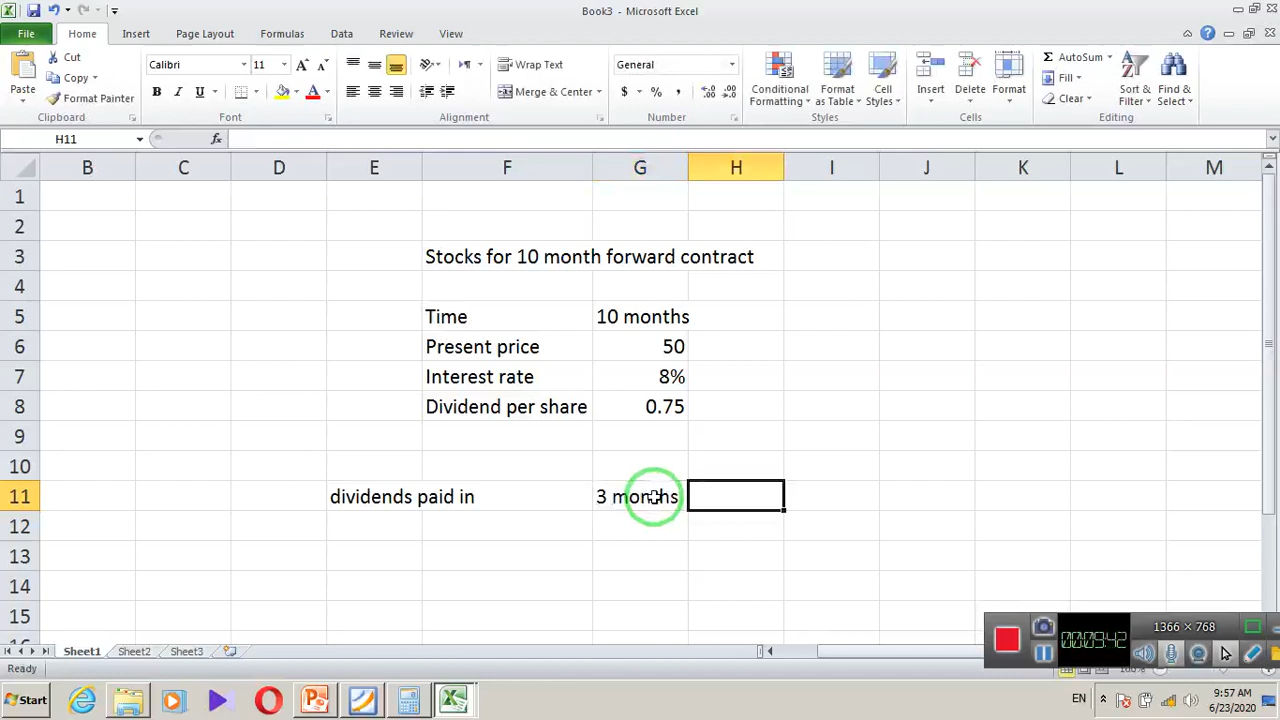 Book3 - Microsoft Excel
File Home Insert Page Layout Formulas Data Review View
Paste Cut Copy Format Painter Clipboard
Calibri 11 Font
Wrap Text Merge & Center Alignment
General $ % , Number
Conditional Formatting Format as Table Cell Styles Styles
Insert Delete Format Cells
AutoSum Fill Clear Sort & Filter Find & Select Editing
H11 fx
B C D E F G H I J K L M
1
2
3 Stocks for 10 month forward contract
4
5 Time 10 months
6 Present price 50
7 Interest rate 8%
8 Dividend per share 0.75
9
10
11 dividends paid in 3 months
12
13
14
15
1366 × 768
00:09:42
Sheet1 Sheet2 Sheet3
Ready
Start EN 9:57 AM
6/23/2020